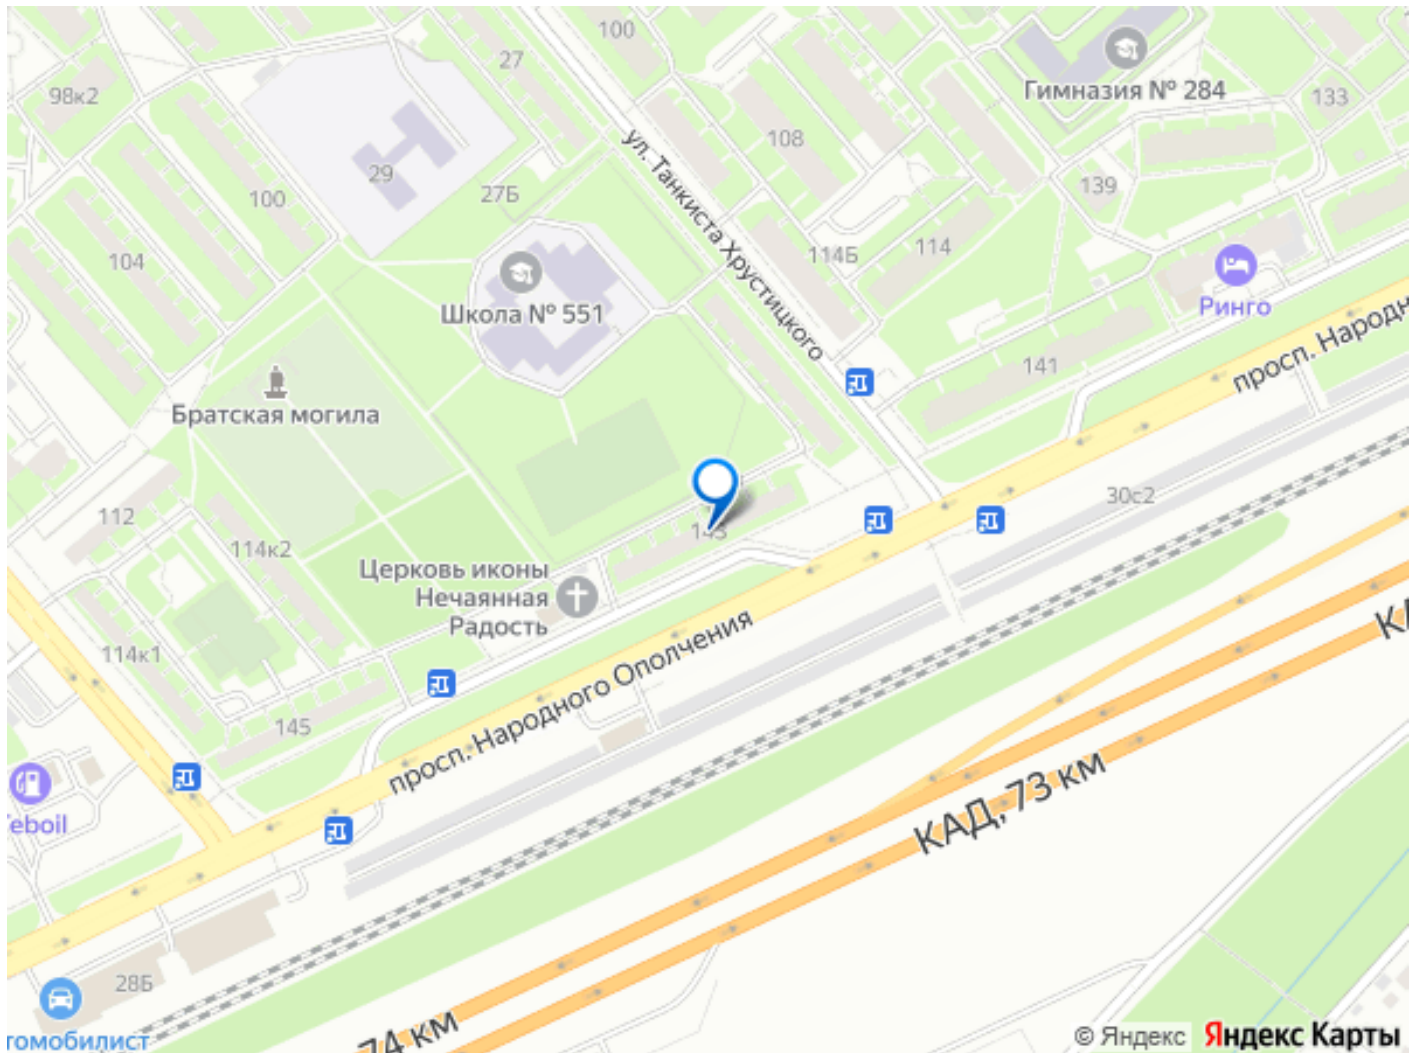 100
27
98к2
Гимназия № 284
133
108
ул. Танкиста Хрустицкого
29
27Б
139
100
104
114Б
114
Школа № 551
Ринго
просп. Народн
141
Братская могила
30с2
112
143
114к2
Церковь иконы
Нечаянная
Радость
КА
114к1
просп. Народного Ополчения
145
КАД, 73 км
eboil
28Б
74 км
томобилист
© Яндекс
Яндекс Карты